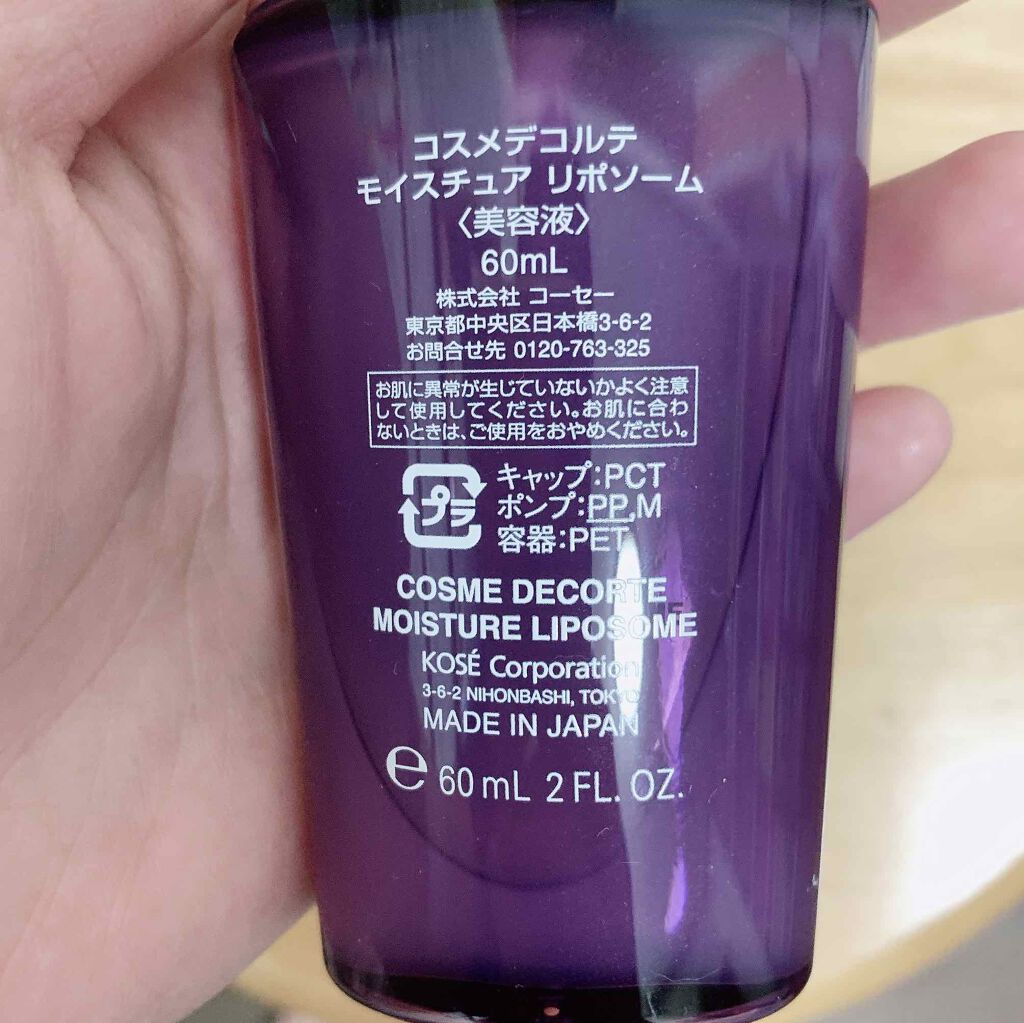 コスメデコルテ
モイスチュア リポソーム
〈美容液〉
60mL
株式会社 コーセー
東京都中央区日本橋3-6-2
お問合せ先 0120-763-325
お肌に異常が生じていないかよく注意
して使用してください。お肌に合わ
ないときは、ご使用をおやめください。
プラ
キャップ:PCT
ポンプ:PP,M
容器:PET
COSME DECORTE
MOISTURE LIPOSOME
KOSÉ Corporation
3-6-2 NIHONBASHI, TOKYO
MADE IN JAPAN
℮ 60 mL 2 FL. OZ.